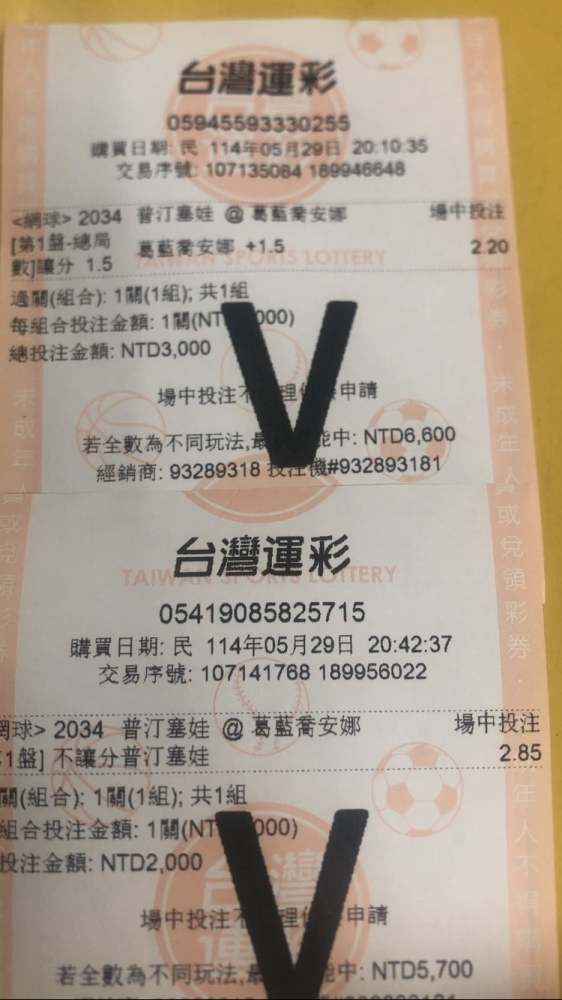 台灣運彩
059455933330255
購買日期: 民 114年05月29日 20:10:35
交易序號: 107135084 189946648
<網球> 2034 普汀塞娃 @ 葛藍喬安娜 場中投注
[第1盤-總局 葛藍喬安娜 +1.5 2.20
數]讓分 1.5
TAIWAN SPORTS LOTTERY
過關(組合): 1關(1組); 共1組
每組合投注金額: 1關(NT 000)
總投注金額: NTD3,000
V
場中投注不 理 申請
若全數為不同玩法,最 能中: NTD6,600
經銷商: 93289318 投注機#932893181
台灣運彩
TAIWAN SPORTS LOTTERY
05419085825715
購買日期: 民 114年05月29日 20:42:37
交易序號: 107141768 189956022
網球> 2034 普汀塞娃 @ 葛藍喬安娜 場中投注
1盤] 不讓分普汀塞娃 2.85
關(組合): 1關(1組); 共1組
組合投注金額: 1關(NT 000)
投注金額: NTD2,000
V
場中投注不 理 申請
若全數為不同玩法,最 能中: NTD5,700